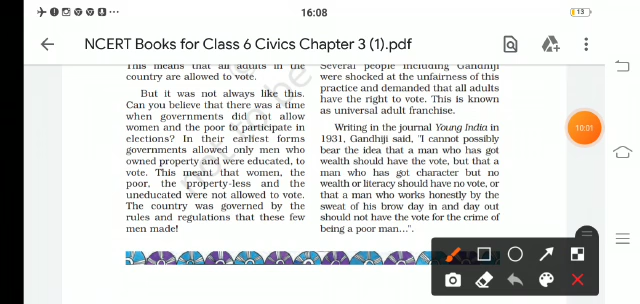 16:08
13
NCERT Books for Class 6 Civics Chapter 3 (1).pdf
This means that all adults in the
country are allowed to vote.
But it was not always like this.
Can you believe that there was a time
when governments did not allow
women and the poor to participate in
elections? In their earliest forms
governments allowed only men who
owned property and were educated, to
vote. This meant that women, the
poor, the property-less and the
uneducated were not allowed to vote.
The country was governed by the
rules and regulations that these few
men made!
Several people including Gandhiji
were shocked at the unfairness of this
practice and demanded that all adults
have the right to vote. This is known
as universal adult franchise.
Writing in the journal Young India in
1931, Gandhiji said, "I cannot possibly
bear the idea that a man who has got
wealth should have the vote, but that a
man who has got character but no
wealth or literacy should have no vote, or
that a man who works honestly by the
sweat of his brow day in and day out
should not have the vote for the crime of
being a poor man...".
10:01